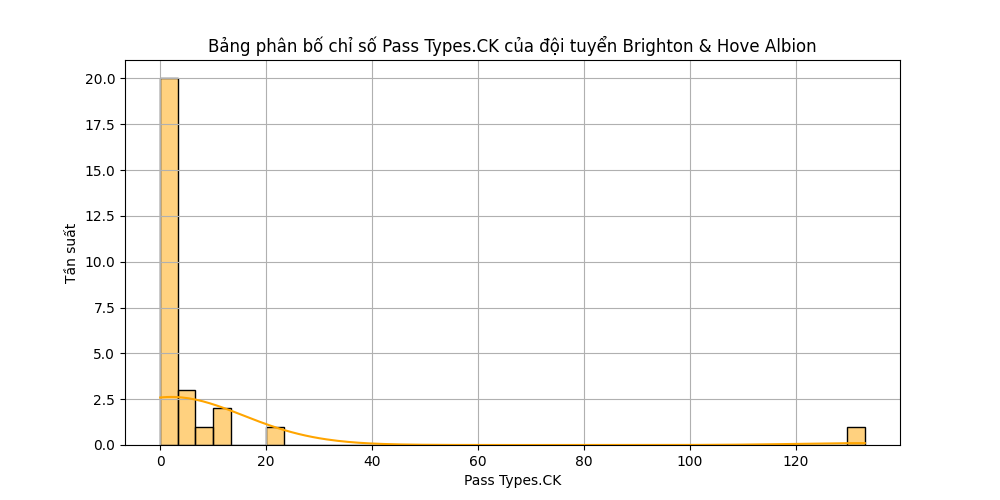 Bảng phân bố chỉ số Pass Types.CK của đội tuyển Brighton & Hove Albion
Tần suất
20.0
17.5
15.0
12.5
10.0
7.5
5.0
2.5
0.0
0 20 40 60 80 100 120
Pass Types.CK